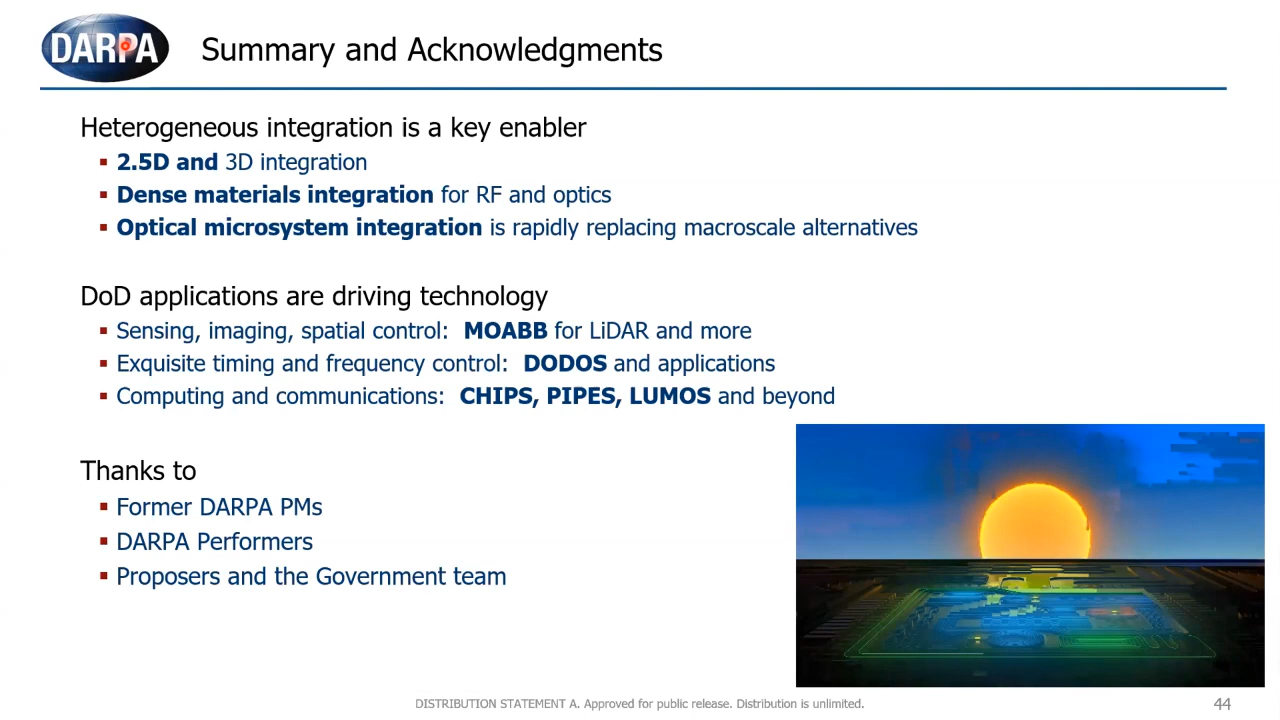 DARPA
Summary and Acknowledgments
Heterogeneous integration is a key enabler
▪ 2.5D and 3D integration
▪ Dense materials integration for RF and optics
▪ Optical microsystem integration is rapidly replacing macroscale alternatives
DoD applications are driving technology
▪ Sensing, imaging, spatial control: MOABB for LiDAR and more
▪ Exquisite timing and frequency control: DODOS and applications
▪ Computing and communications: CHIPS, PIPES, LUMOS and beyond
Thanks to
▪ Former DARPA PMs
▪ DARPA Performers
▪ Proposers and the Government team
DISTRIBUTION STATEMENT A. Approved for public release. Distribution is unlimited.
44